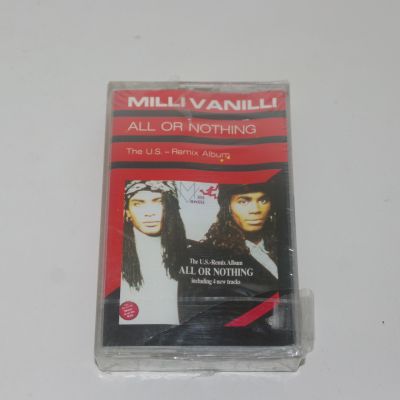 MILLI VANILLI
ALL OR NOTHING
The U.S. - Remix Album
The U.S.-Remix Album
ALL OR NOTHING
including 4 new tracks